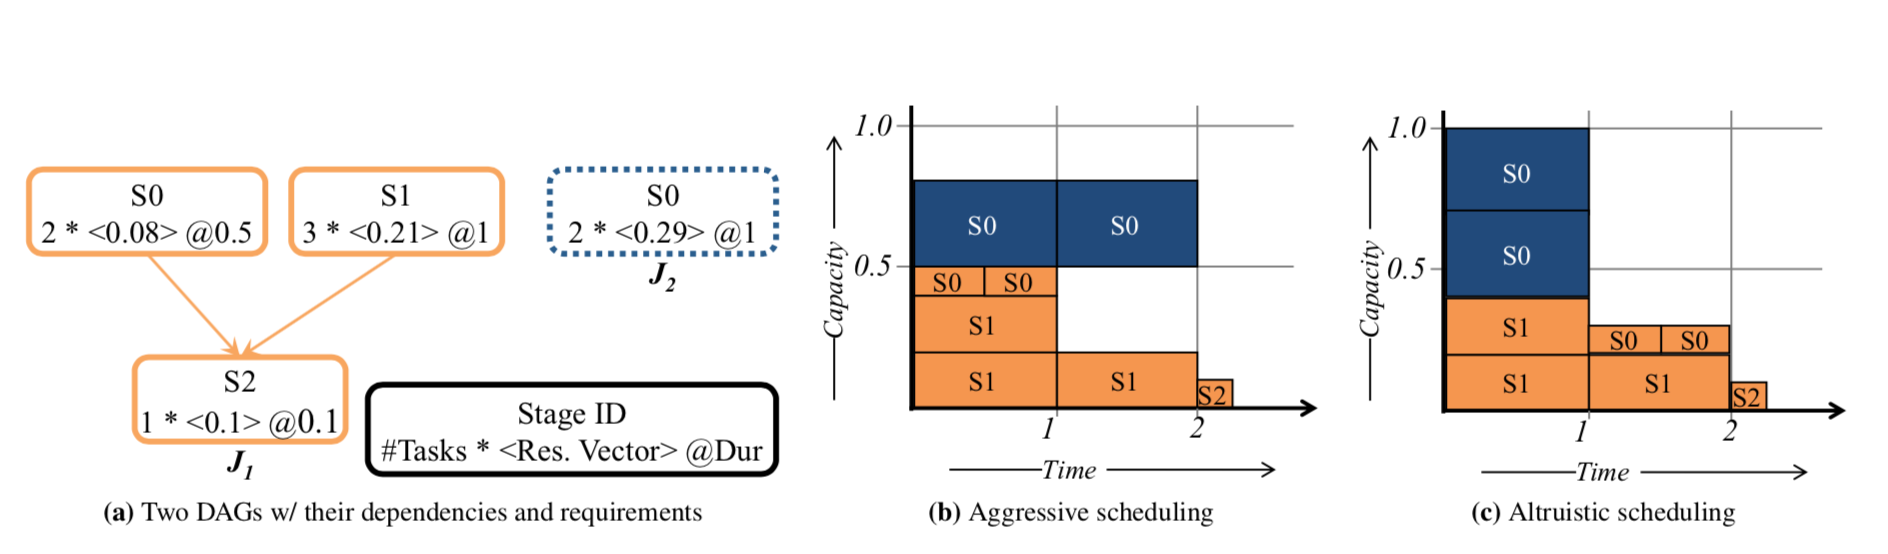 S0
2 * <0.08> @0.5
S1
3 * <0.21> @1
S0
2 * <0.29> @1
J2
S2
1 * <0.1> @0.1
J1
Stage ID
#Tasks * <Res. Vector> @Dur
(a) Two DAGs w/ their dependencies and requirements
1.0
0.5
Capacity
S0
S0
S0 S0
S1
S1
S1
S2
1
2
Time
(b) Aggressive scheduling
1.0
0.5
Capacity
S0
S0
S1
S0 S0
S1
S1
S2
1
2
Time
(c) Altruistic scheduling